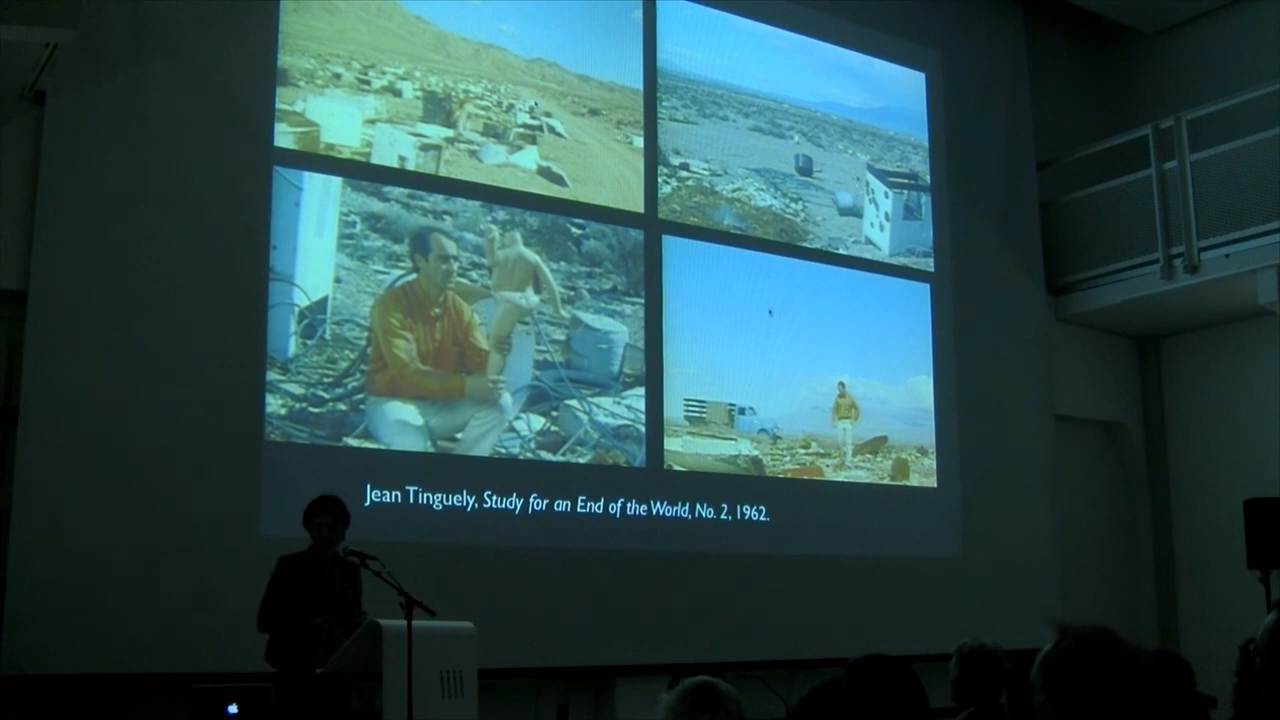 Jean Tinguely, Study for an End of the World, No. 2, 1962.